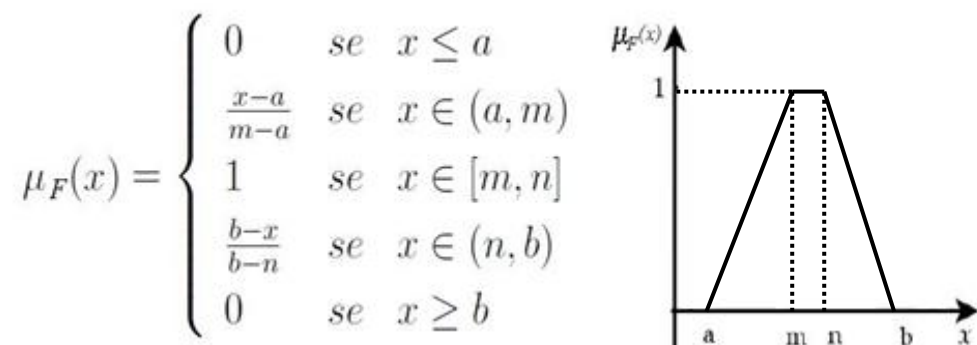 0 se x ≤ a
x−a
m−a se x ∈ (a, m)
μF(x) = { 1 se x ∈ [m, n]
b−x
b−n se x ∈ (n, b)
0 se x ≥ b
μF(x)
1
a m n b x